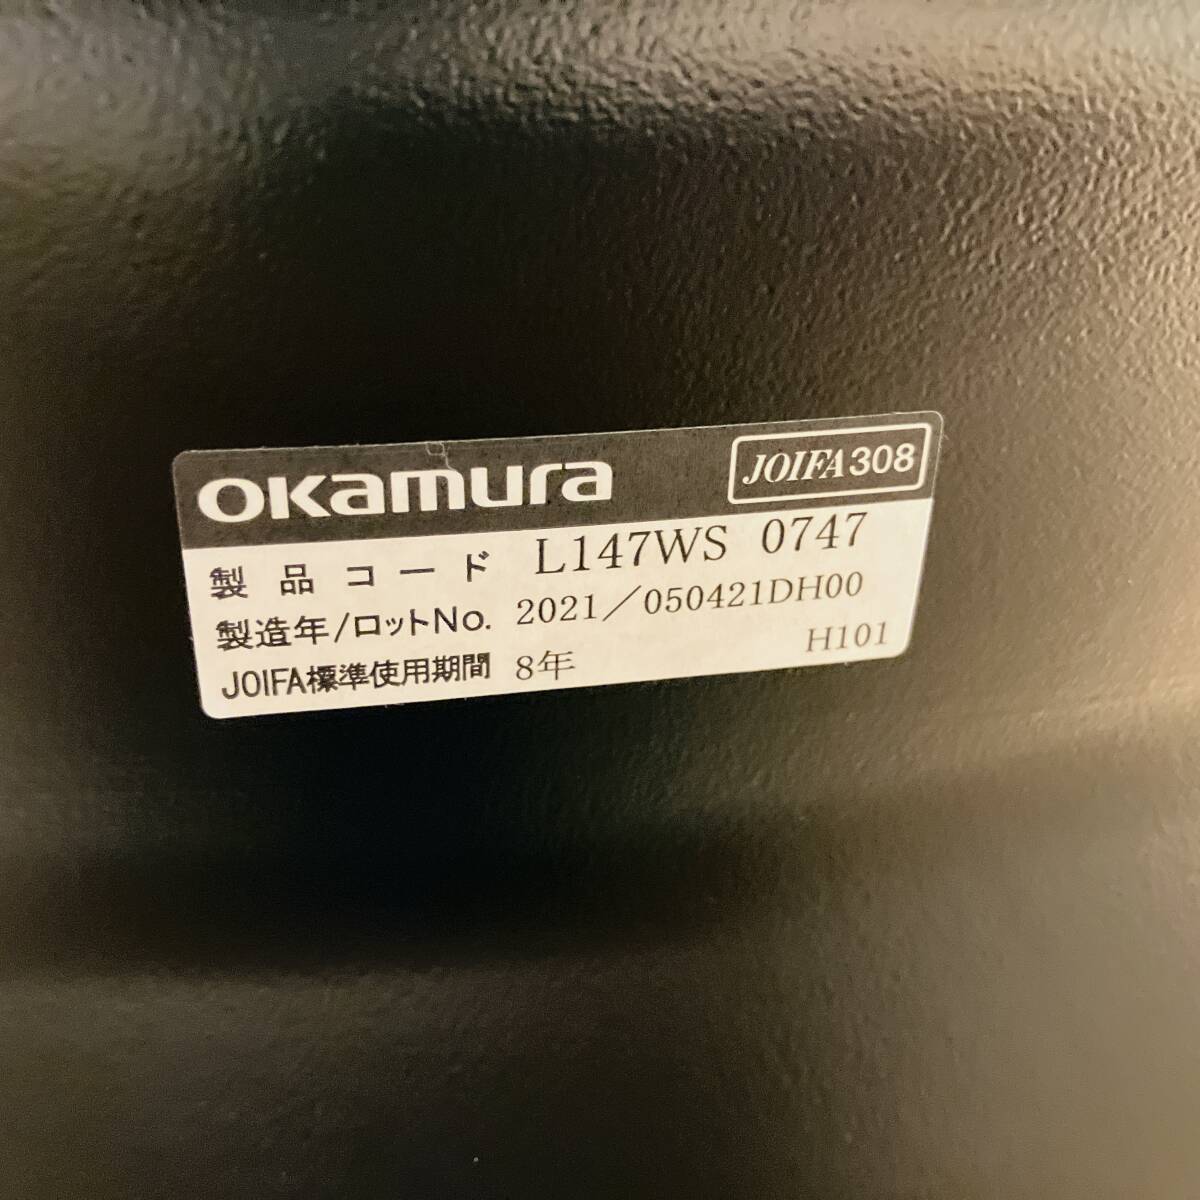 OKamura JOIFA308
製品コード L147WS 0747
製造年/ロットNo. 2021／050421DH00
JOIFA標準使用期間 8年 H101